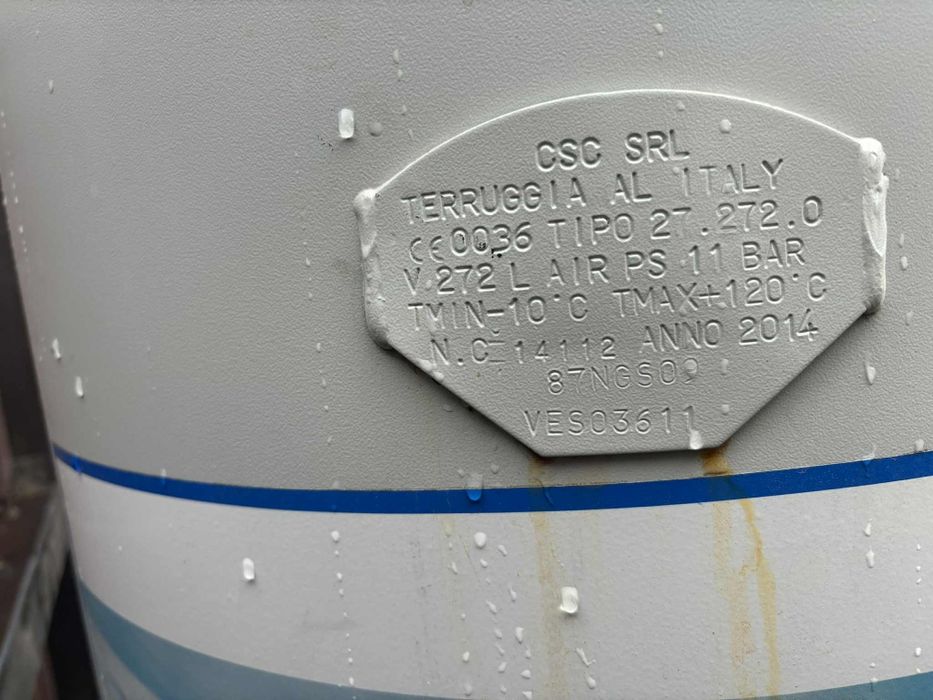 CSC SRL
TERRUGGIA AL ITALY
CE 0036 TIPO 27.272.0
V.272 L AIR PS 11 BAR
TMIN-10°C TMAX+120°C
N.C 14112 ANNO 2014
87NGS09
VES03611